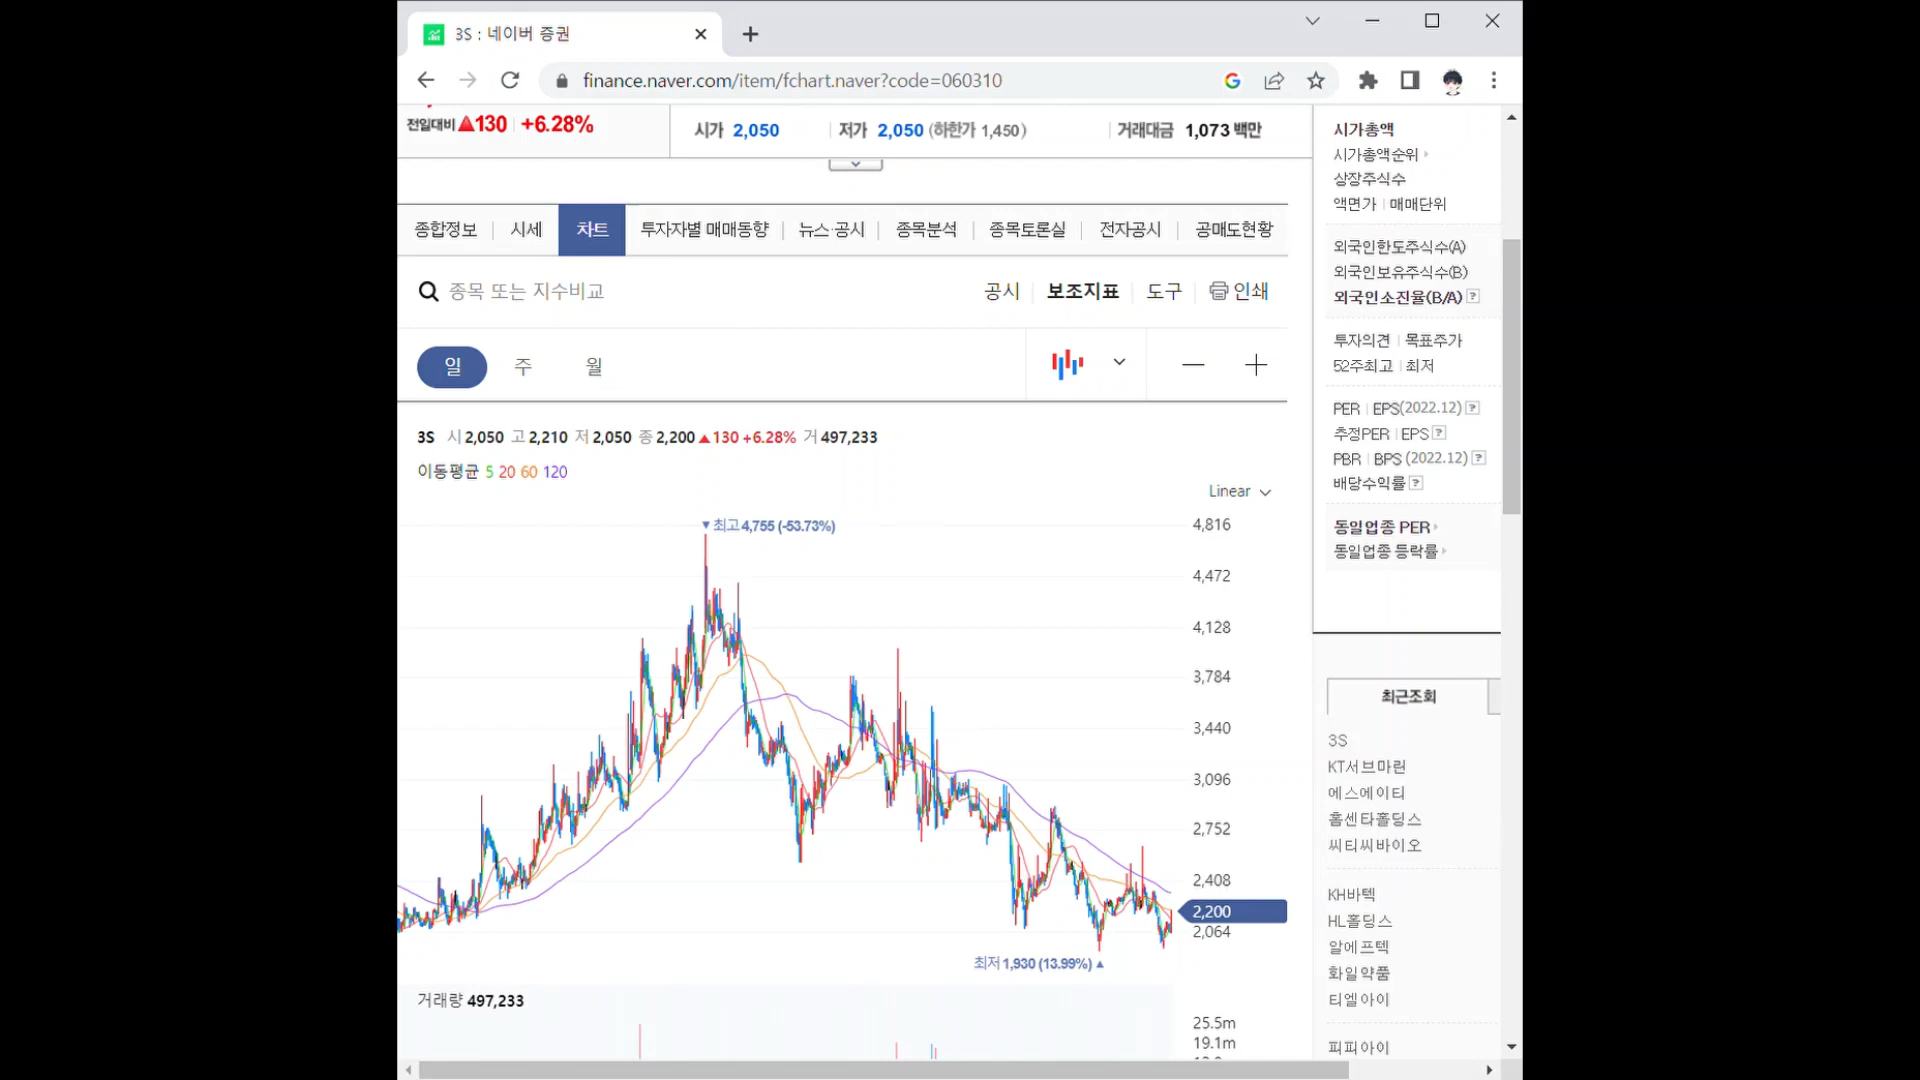 3S : 네이버 증권
finance.naver.com/item/fchart.naver?code=060310
전일대비 ▲130 +6.28%
시가 2,050 저가 2,050 (하한가 1,450) 거래대금 1,073 백만
종합정보 시세 차트 투자자별 매매동향 뉴스·공시 종목분석 종목토론실 전자공시 공매도현황
종목 또는 지수비교 공시 보조지표 도구 인쇄
일 주 월
3S 시 2,050 고 2,210 저 2,050 종 2,200 ▲130 +6.28% 거 497,233
이동평균 5 20 60 120
Linear
▼최고 4,755 (-53.73%)
4,816
4,472
4,128
3,784
3,440
3,096
2,752
2,408
2,200
2,064
최저 1,930 (13.99%) ▲
거래량 497,233
25.5m
19.1m
시가총액
시가총액순위
상장주식수
액면가 | 매매단위
외국인한도주식수(A)
외국인보유주식수(B)
외국인소진율(B/A) ?
투자의견 | 목표주가
52주최고 | 최저
PER | EPS(2022.12) ?
추정PER | EPS ?
PBR | BPS (2022.12) ?
배당수익률 ?
동일업종 PER
동일업종 등락률
최근조회
3S
KT서브마린
에스에이티
홈센타홀딩스
씨티씨바이오
KH바텍
HL홀딩스
알에프텍
화일약품
티엘아이
피피아이